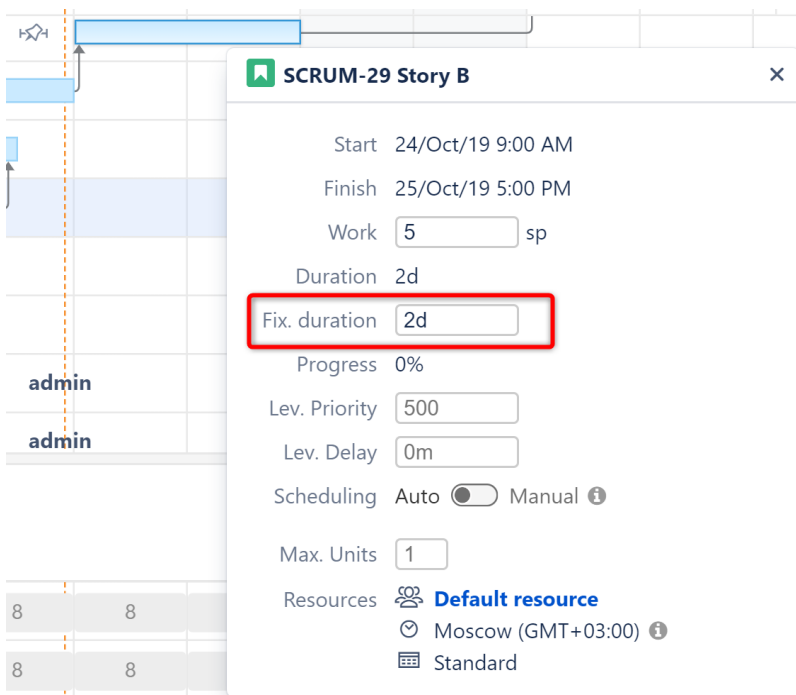 SCRUM-29 Story B
Start 24/Oct/19 9:00 AM
Finish 25/Oct/19 5:00 PM
Work 5 sp
Duration 2d
Fix. duration 2d
Progress 0%
admin
Lev. Priority 500
admin
Lev. Delay 0m
Scheduling Auto Manual
Max. Units 1
Resources Default resource
8 8
Moscow (GMT+03:00)
Standard
8 8